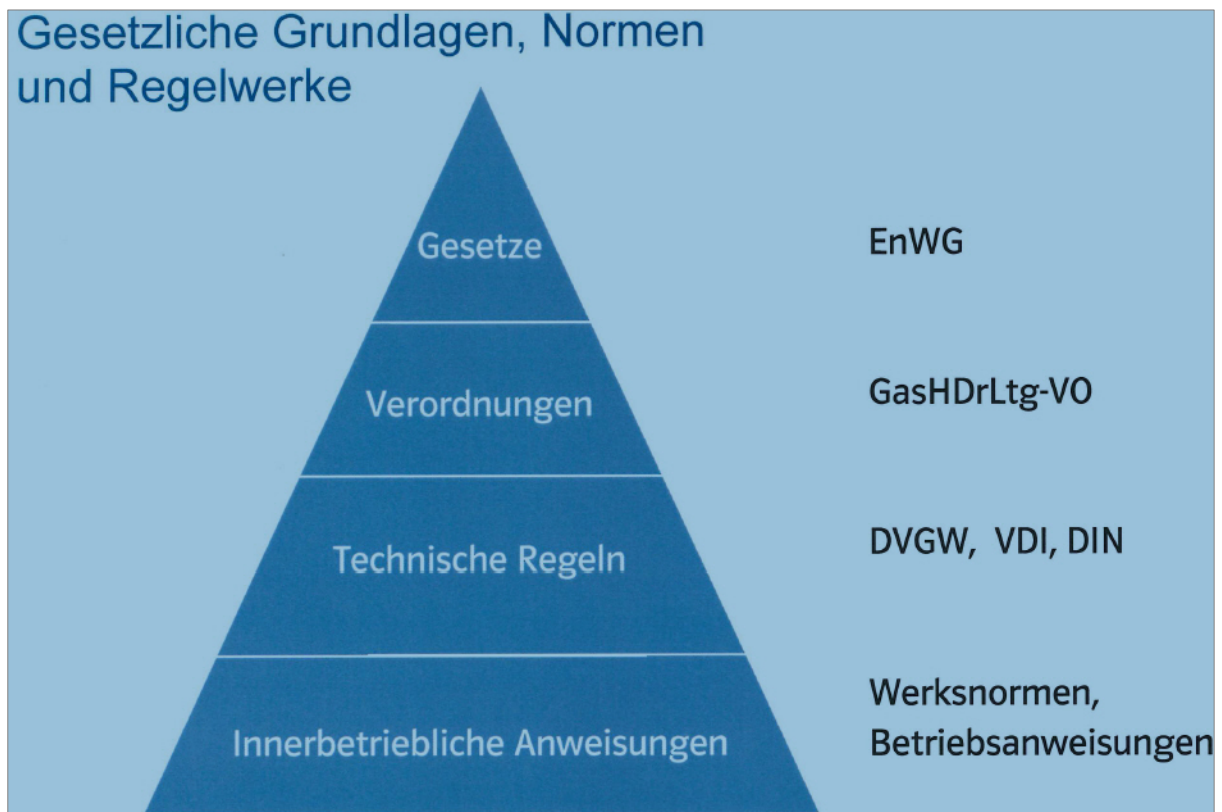 Gesetzliche Grundlagen, Normen
und Regelwerke
Gesetze
EnWG
Verordnungen
GasHDrLtg-VO
Technische Regeln
DVGW, VDI, DIN
Innerbetriebliche Anweisungen
Werksnormen,
Betriebsanweisungen